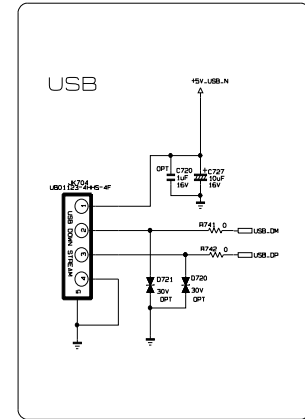 USB
+5V_USB_N
OPT
C720
1uF
16V
+
C727
10uF
16V
JK704
UB01123-4HHS-4F
1
2
3
4
5
USB DOWN STREAM
R741 0
USB_DM
R742 0
USB_DP
D721
30V
OPT
D720
30V
OPT